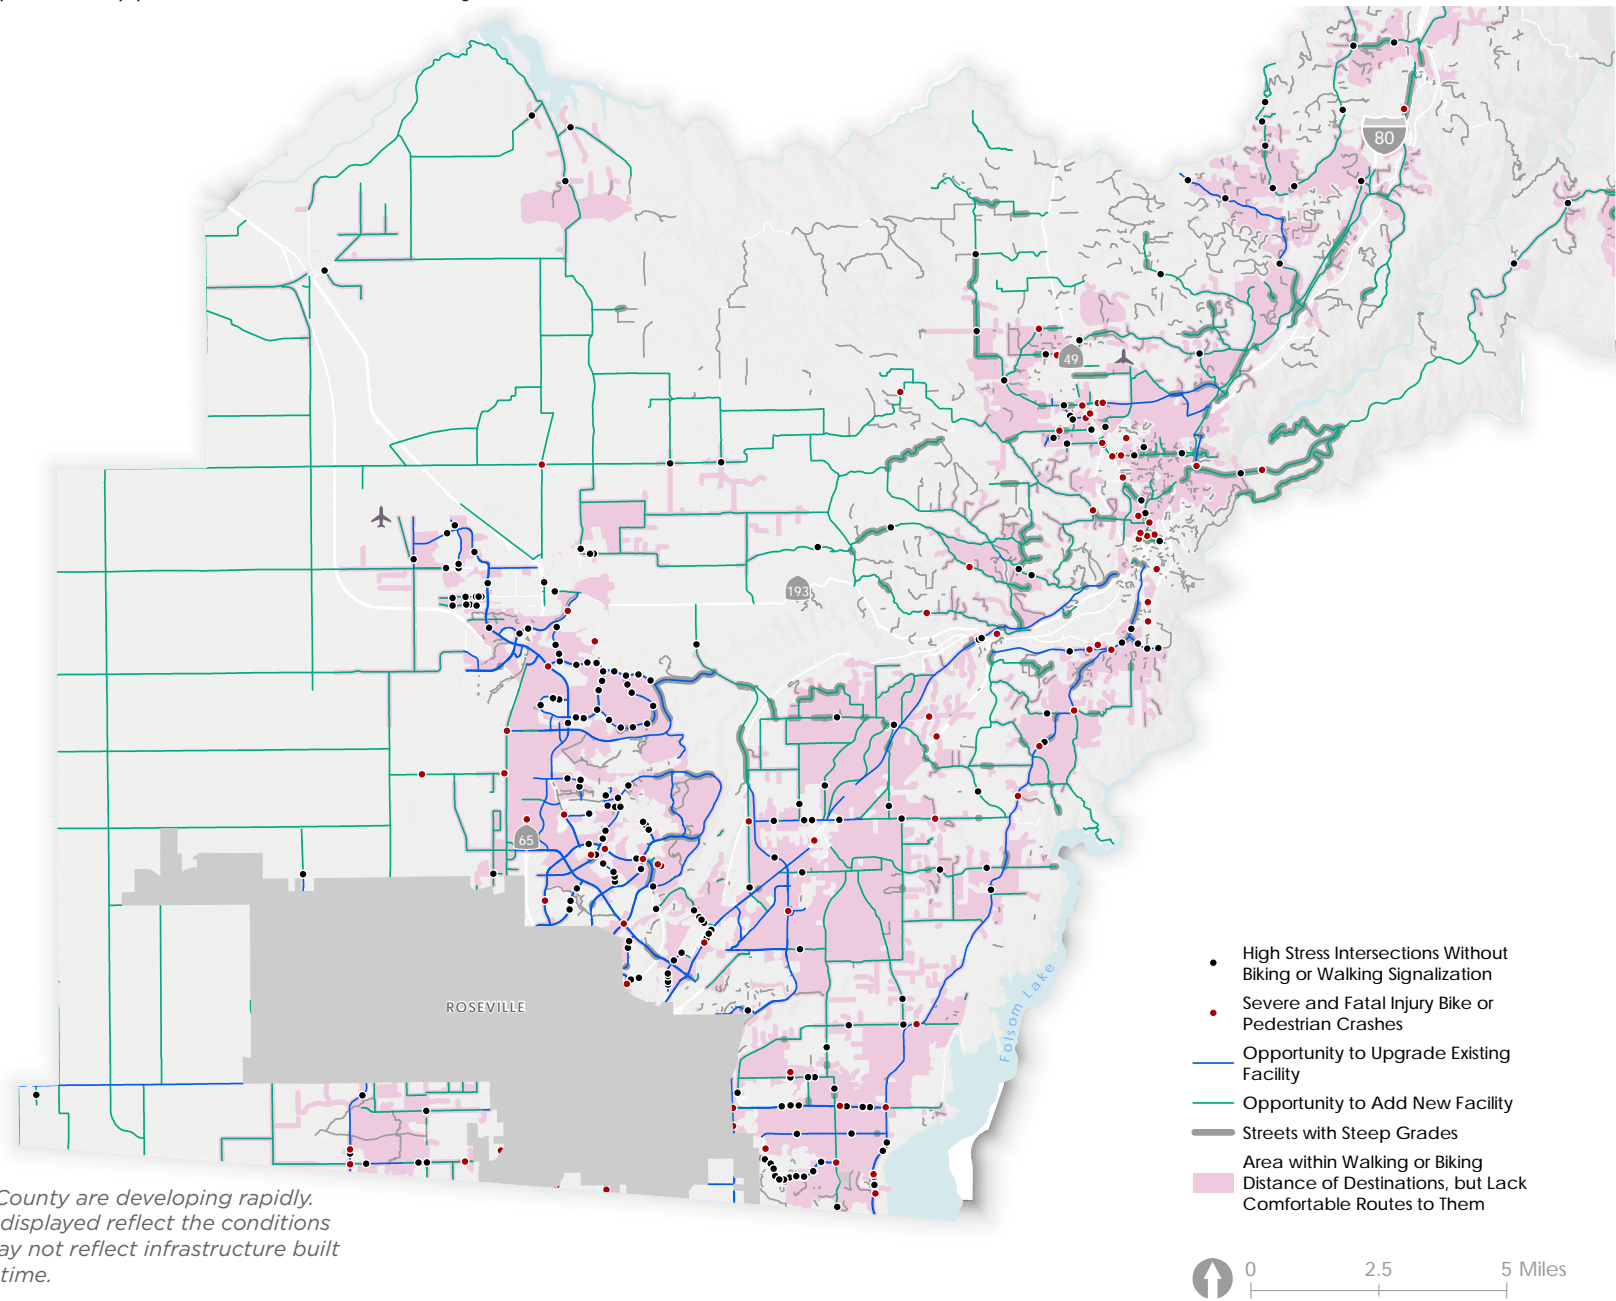 80
49
193
65
ROSEVILLE
Folsom Lake
High Stress Intersections Without
Biking or Walking Signalization
Severe and Fatal Injury Bike or
Pedestrian Crashes
Opportunity to Upgrade Existing
Facility
Opportunity to Add New Facility
Streets with Steep Grades
Area within Walking or Biking
Distance of Destinations, but Lack
Comfortable Routes to Them
County are developing rapidly.
displayed reflect the conditions
ay not reflect infrastructure built
time.
0 2.5 5 Miles